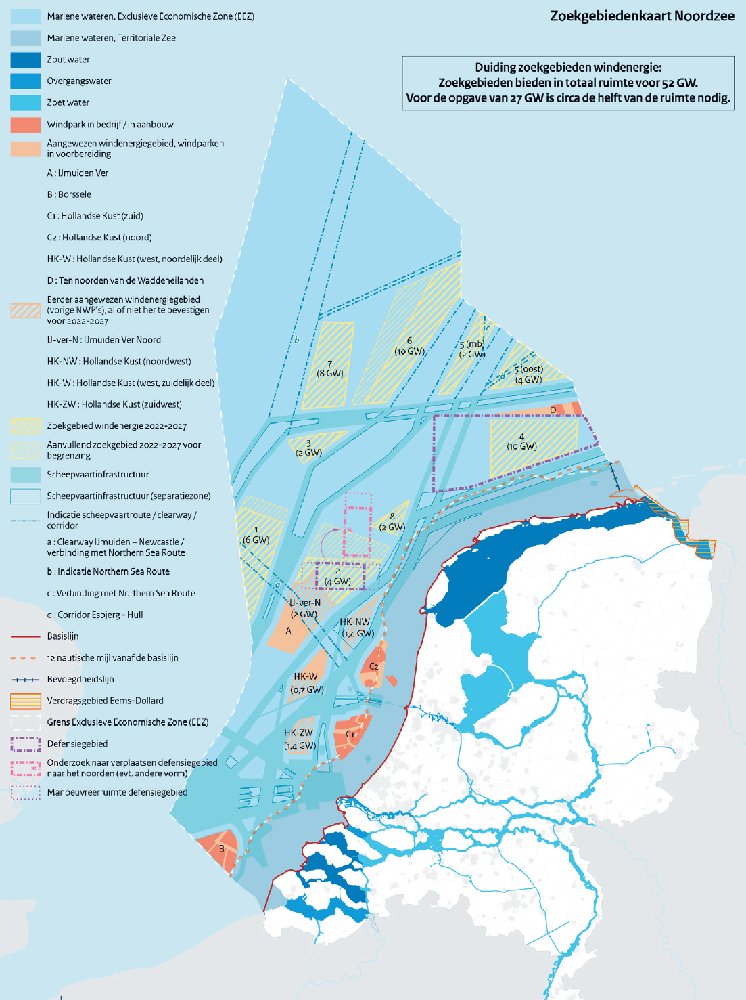 Zoekgebiedenkaart Noordzee
Duiding zoekgebieden windenergie:
Zoekgebieden bieden in totaal ruimte voor 52 GW.
Voor de opgave van 27 GW is circa de helft van de ruimte nodig.
Mariene wateren, Exclusieve Economische Zone (EEZ)
Mariene wateren, Territoriale Zee
Zout water
Overgangswater
Zoet water
Windpark in bedrijf / in aanbouw
Aangewezen windenergiegebied, windparken
in voorbereiding
A : IJmuiden Ver
B : Borssele
C1 : Hollandse Kust (zuid)
C2 : Hollandse Kust (noord)
HK-W : Hollandse Kust (west, noordelijk deel)
D : Ten noorden van de Waddeneilanden
Eerder aangewezen windenergiegebied
(vorige NWP's), al of niet her te bevestigen
voor 2022-2027
IJ-ver-N : IJmuiden Ver Noord
HK-NW : Hollandse Kust (noordwest)
HK-W : Hollandse Kust (west, zuidelijk deel)
HK-ZW : Hollandse Kust (zuidwest)
Zoekgebied windenergie 2022-2027
Aanvullend zoekgebied 2022-2027 voor
begrenzing
Scheepvaartinfrastructuur
Scheepvaartinfrastructuur (separatiezone)
Indicatie scheepvaartroute / clearway /
corridor
a : Clearway IJmuiden – Newcastle /
verbinding met Northern Sea Route
b : Indicatie Northern Sea Route
c : Verbinding met Northern Sea Route
d : Corridor Esbjerg - Hull
Basislijn
12 nautische mijl vanaf de basislijn
Bevoegdheidslijn
Verdragsgebied Eems-Dollard
Grens Exclusieve Economische Zone (EEZ)
Defensiegebied
Onderzoek naar verplaatsen defensiegebied
naar het noorden (evt. andere vorm)
Manoeuvreerruimte defensiegebied
b
c
6
(10 GW)
5 (mb)
(2 GW)
7
(8 GW)
d
5 (oost)
(4 GW)
D
4
(10 GW)
3
(2 GW)
8
(2 GW)
1
(6 GW)
*
2
(4 GW)
a
IJ-ver-N
(2 GW)
A
HK-NW
(1,4 GW)
C2
HK-W
(0,7 GW)
HK-ZW
(1,4 GW)
C1
B